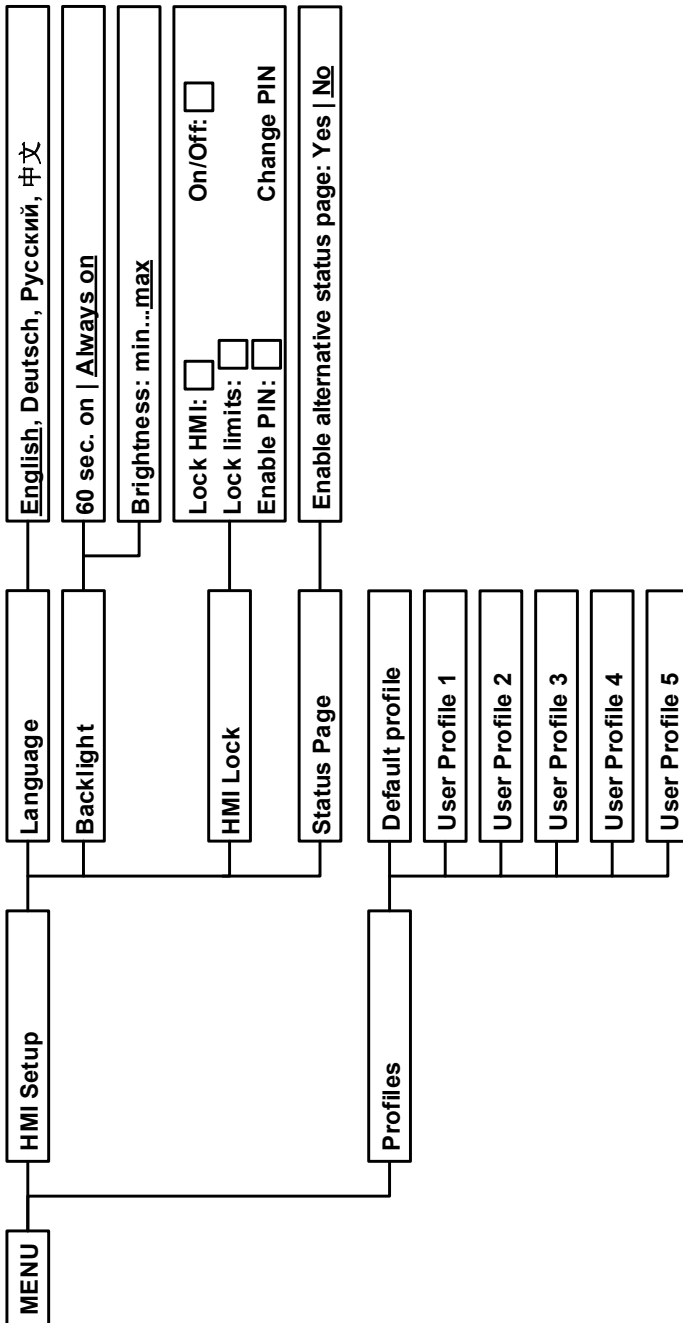 MENU
HMI Setup
Language
English, Deutsch, Русский, 中文
Backlight
60 sec. on | Always on
Brightness: min...max
HMI Lock
Lock HMI: On/Off:
Lock limits:
Enable PIN: Change PIN
Status Page
Enable alternative status page: Yes | No
Profiles
Default profile
User Profile 1
User Profile 2
User Profile 3
User Profile 4
User Profile 5